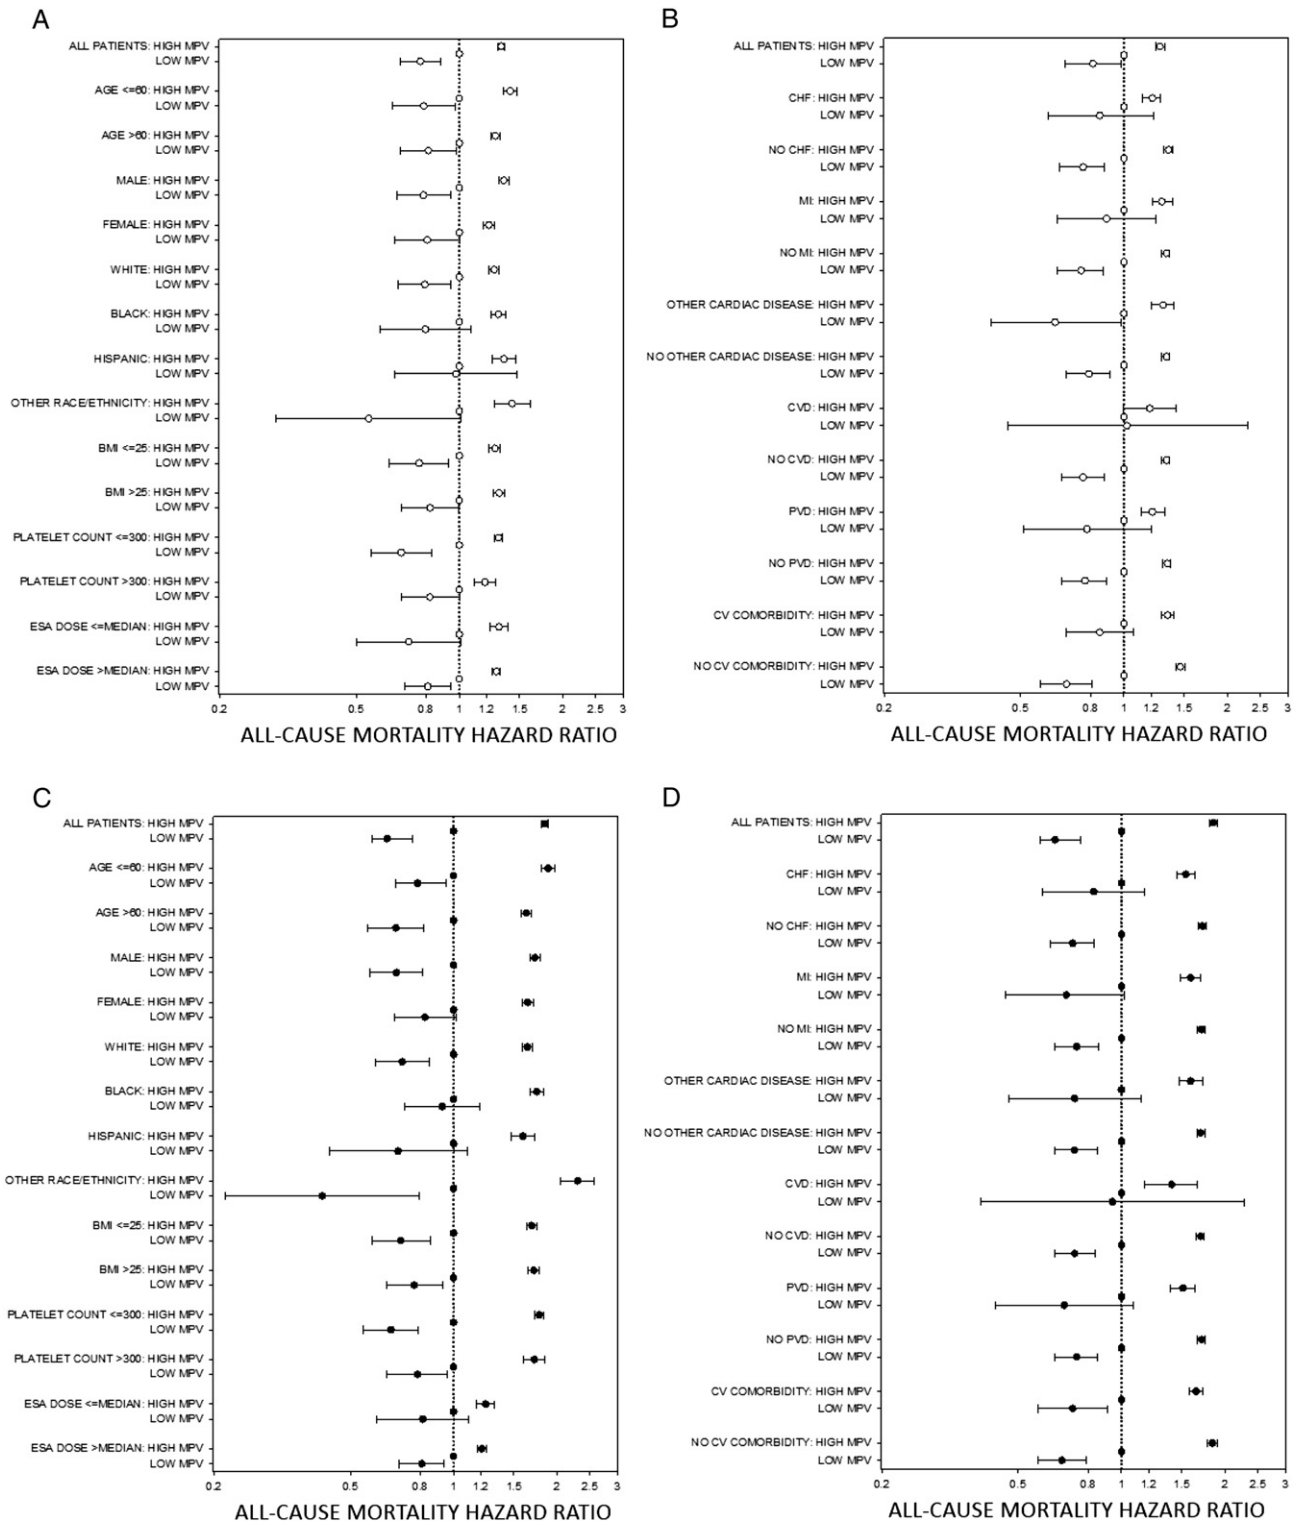 A
ALL PATIENTS: HIGH MPV
LOW MPV
AGE <=60: HIGH MPV
LOW MPV
AGE >60: HIGH MPV
LOW MPV
MALE: HIGH MPV
LOW MPV
FEMALE: HIGH MPV
LOW MPV
WHITE: HIGH MPV
LOW MPV
BLACK: HIGH MPV
LOW MPV
HISPANIC: HIGH MPV
LOW MPV
OTHER RACE/ETHNICITY: HIGH MPV
LOW MPV
BMI <=25: HIGH MPV
LOW MPV
BMI >25: HIGH MPV
LOW MPV
PLATELET COUNT <=300: HIGH MPV
LOW MPV
PLATELET COUNT >300: HIGH MPV
LOW MPV
ESA DOSE <=MEDIAN: HIGH MPV
LOW MPV
ESA DOSE >MEDIAN: HIGH MPV
LOW MPV
0.2 0.5 0.8 1 1.2 1.5 2 2.5 3
ALL-CAUSE MORTALITY HAZARD RATIO
B
ALL PATIENTS: HIGH MPV
LOW MPV
CHF: HIGH MPV
LOW MPV
NO CHF: HIGH MPV
LOW MPV
MI: HIGH MPV
LOW MPV
NO MI: HIGH MPV
LOW MPV
OTHER CARDIAC DISEASE: HIGH MPV
LOW MPV
NO OTHER CARDIAC DISEASE: HIGH MPV
LOW MPV
CVD: HIGH MPV
LOW MPV
NO CVD: HIGH MPV
LOW MPV
PVD: HIGH MPV
LOW MPV
NO PVD: HIGH MPV
LOW MPV
CV COMORBIDITY: HIGH MPV
LOW MPV
NO CV COMORBIDITY: HIGH MPV
LOW MPV
0.2 0.5 0.8 1 1.2 1.5 2 2.5 3
ALL-CAUSE MORTALITY HAZARD RATIO
C
ALL PATIENTS: HIGH MPV
LOW MPV
AGE <=60: HIGH MPV
LOW MPV
AGE >60: HIGH MPV
LOW MPV
MALE: HIGH MPV
LOW MPV
FEMALE: HIGH MPV
LOW MPV
WHITE: HIGH MPV
LOW MPV
BLACK: HIGH MPV
LOW MPV
HISPANIC: HIGH MPV
LOW MPV
OTHER RACE/ETHNICITY: HIGH MPV
LOW MPV
BMI <=25: HIGH MPV
LOW MPV
BMI >25: HIGH MPV
LOW MPV
PLATELET COUNT <=300: HIGH MPV
LOW MPV
PLATELET COUNT >300: HIGH MPV
LOW MPV
ESA DOSE <=MEDIAN: HIGH MPV
LOW MPV
ESA DOSE >MEDIAN: HIGH MPV
LOW MPV
0.2 0.5 0.8 1 1.2 1.5 2 2.5 3
ALL-CAUSE MORTALITY HAZARD RATIO
D
ALL PATIENTS: HIGH MPV
LOW MPV
CHF: HIGH MPV
LOW MPV
NO CHF: HIGH MPV
LOW MPV
MI: HIGH MPV
LOW MPV
NO MI: HIGH MPV
LOW MPV
OTHER CARDIAC DISEASE: HIGH MPV
LOW MPV
NO OTHER CARDIAC DISEASE: HIGH MPV
LOW MPV
CVD: HIGH MPV
LOW MPV
NO CVD: HIGH MPV
LOW MPV
PVD: HIGH MPV
LOW MPV
NO PVD: HIGH MPV
LOW MPV
CV COMORBIDITY: HIGH MPV
LOW MPV
NO CV COMORBIDITY: HIGH MPV
LOW MPV
0.2 0.5 0.8 1 1.2 1.5 2 2.5 3
ALL-CAUSE MORTALITY HAZARD RATIO